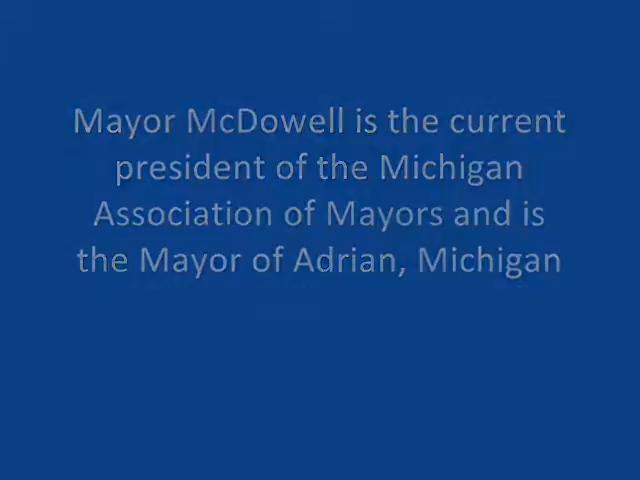 Mayor McDowell is the current
president of the Michigan
Association of Mayors and is
the Mayor of Adrian, Michigan